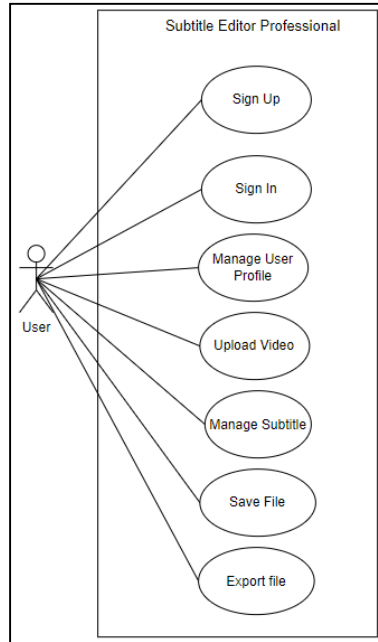 Subtitle Editor Professional
Sign Up
Sign In
Manage User
Profile
User
Upload Video
Manage Subtitle
Save File
Export file